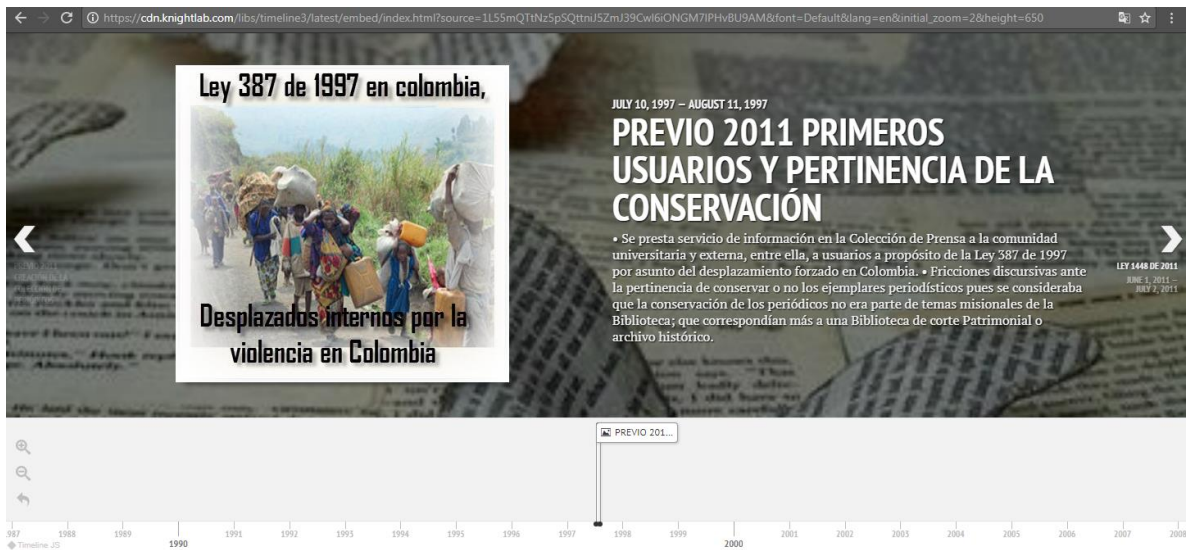 https://cdn.knightlab.com/libs/timeline3/latest/embed/index.html?source=1L55mQTtNz5pSQttniJ5ZmJ39Cwl6iONGM7lPHvBU9AM&font=Default&lang=en&initial_zoom=2&height=650
Ley 387 de 1997 en colombia,
Desplazados internos por la
violencia en Colombia
JULY 10, 1997 — AUGUST 11, 1997
PREVIO 2011 PRIMEROS
USUARIOS Y PERTINENCIA DE LA
CONSERVACIÓN
• Se presta servicio de información en la Colección de Prensa a la comunidad
universitaria y externa, entre ella, a usuarios a propósito de la Ley 387 de 1997
por asunto del desplazamiento forzado en Colombia. • Fricciones discursivas ante
la pertinencia de conservar o no los ejemplares periodísticos pues se consideraba
que la conservación de los periódicos no era parte de temas misionales de la
Biblioteca; que correspondían más a una Biblioteca de corte Patrimonial o
archivo histórico.
LEY 1448 DE 2011
JUNE 1, 2011 —
JULY 2, 2011
PREVIO 201...
987 1988 1989 1990 1991 1992 1993 1994 1995 1996 1997 1998 1999 2000 2001 2002 2003 2004 2005 2006 2007 2008
Timeline JS